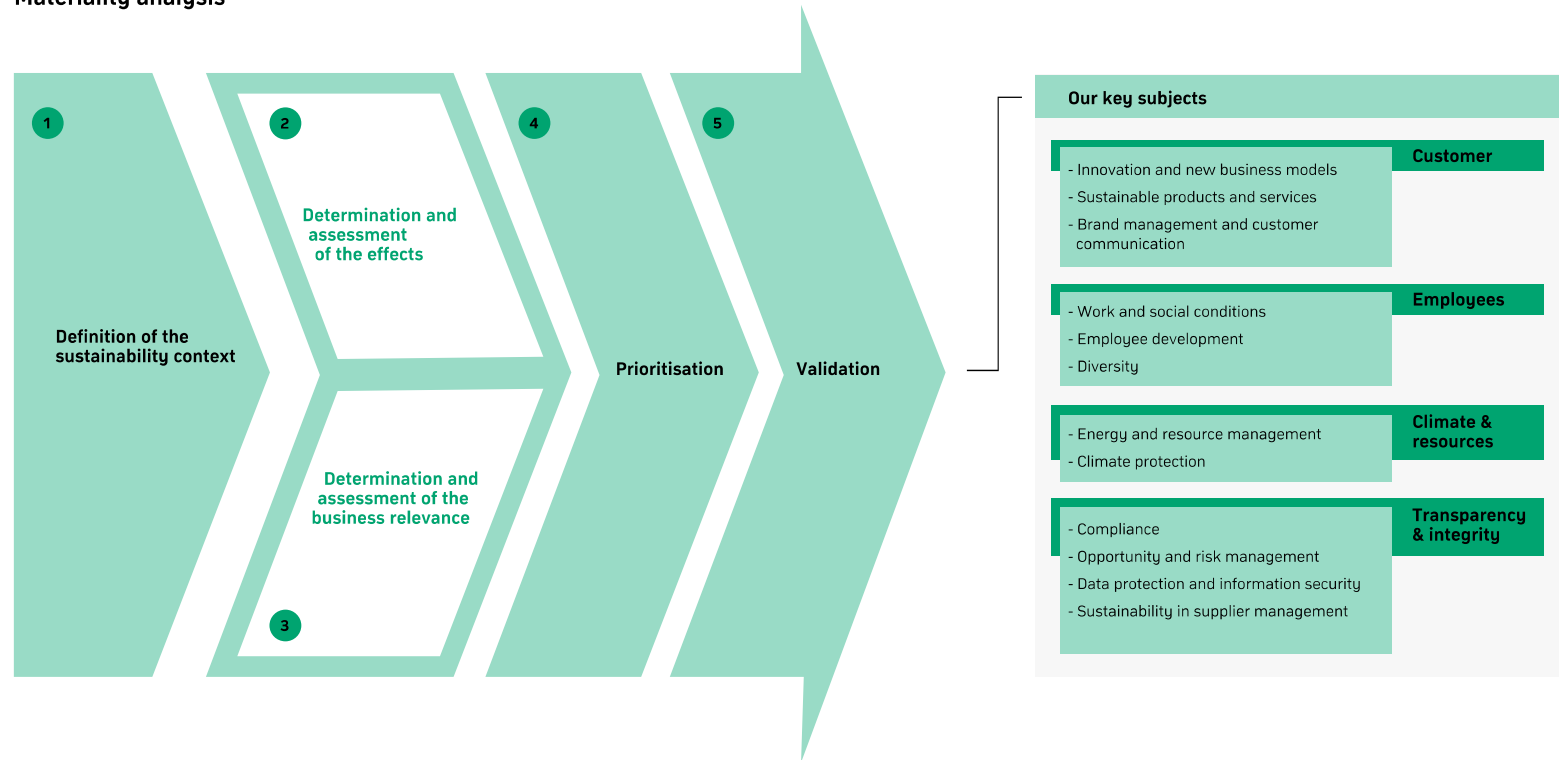 Materiality analysis
1
Definition of the
sustainability context
2
Determination and
assessment
of the effects
Determination and
assessment of the
business relevance
3
4
Prioritisation
5
Validation
Our key subjects
Customer
- Innovation and new business models
- Sustainable products and services
- Brand management and customer
communication
Employees
- Work and social conditions
- Employee development
- Diversity
Climate &
resources
- Energy and resource management
- Climate protection
Transparency
& integrity
- Compliance
- Opportunity and risk management
- Data protection and information security
- Sustainability in supplier management